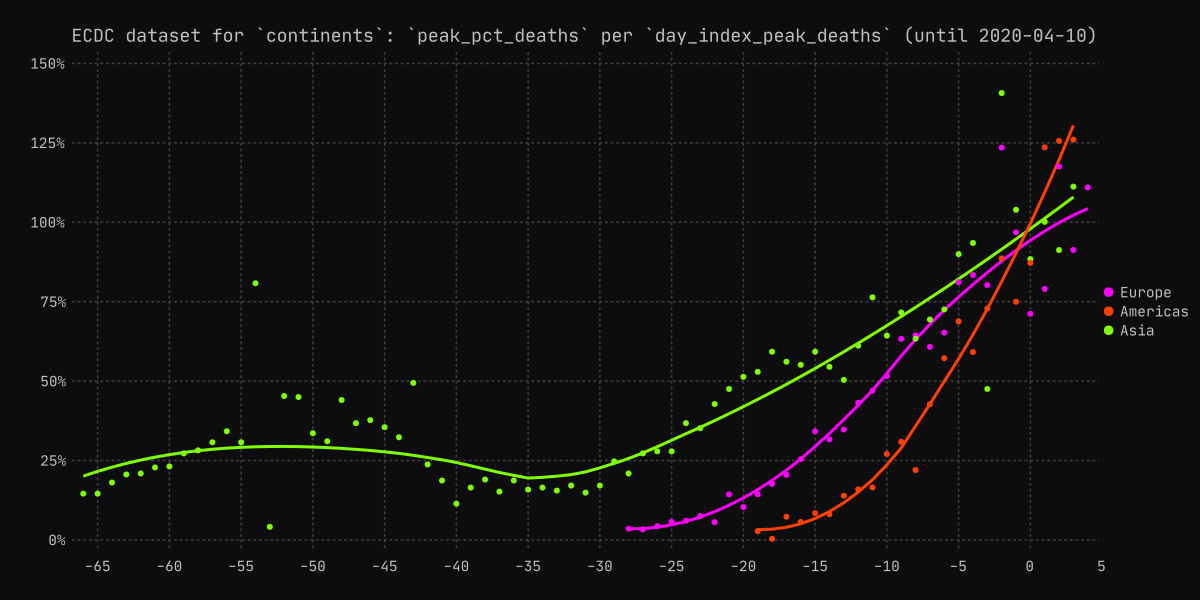 ECDC dataset for `continents`: `peak_pct_deaths` per `day_index_peak_deaths` (until 2020-04-10)
150%
125%
100%
75%
50%
25%
0%
Europe
Americas
Asia
-65 -60 -55 -50 -45 -40 -35 -30 -25 -20 -15 -10 -5 0 5